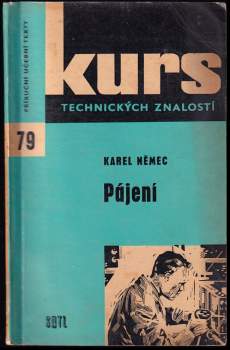 PŘÍRUČNÍ UČEBNÍ TEXTY
79
kurs
TECHNICKÝCH ZNALOSTÍ
KAREL NĚMEC
Pájení
SNTL